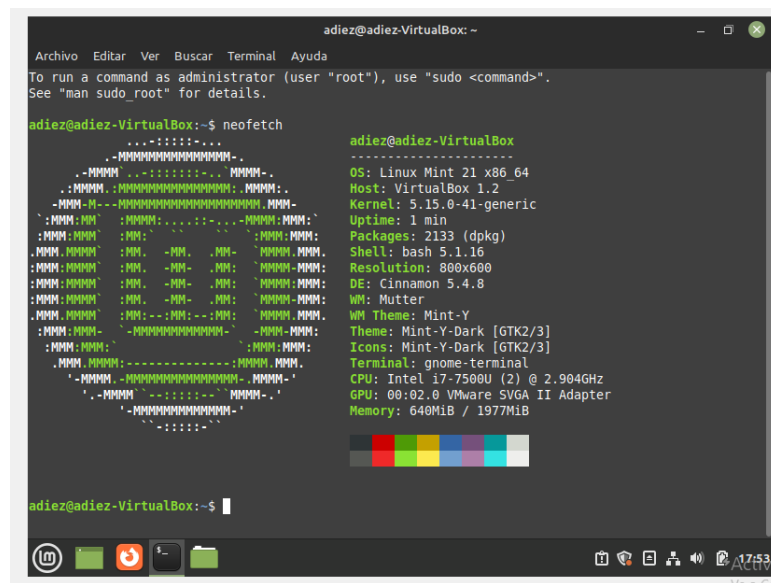 adiez@adiez-VirtualBox: ~
Archivo Editar Ver Buscar Terminal Ayuda
To run a command as administrator (user "root"), use "sudo <command>".
See "man sudo_root" for details.
adiez@adiez-VirtualBox:~$ neofetch
adiez@adiez-VirtualBox
----------------------
OS: Linux Mint 21 x86_64
Host: VirtualBox 1.2
Kernel: 5.15.0-41-generic
Uptime: 1 min
Packages: 2133 (dpkg)
Shell: bash 5.1.16
Resolution: 800x600
DE: Cinnamon 5.4.8
WM: Mutter
WM Theme: Mint-Y
Theme: Mint-Y-Dark [GTK2/3]
Icons: Mint-Y-Dark [GTK2/3]
Terminal: gnome-terminal
CPU: Intel i7-7500U (2) @ 2.904GHz
GPU: 00:02.0 VMware SVGA II Adapter
Memory: 640MiB / 1977MiB
adiez@adiez-VirtualBox:~$
17:53